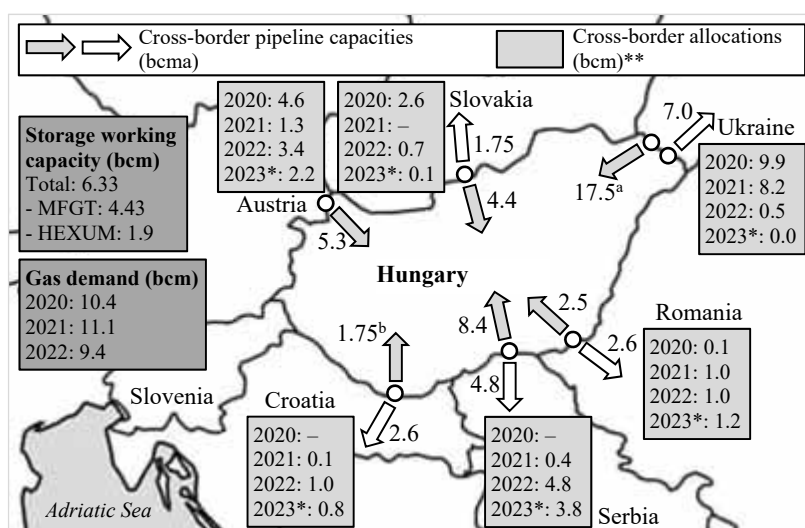 Cross-border pipeline capacities
(bcma)
Cross-border allocations
(bcm)**
2020: 4.6
2021: 1.3
2022: 3.4
2023*: 2.2
Austria
5.3
2020: 2.6
2021: –
2022: 0.7
2023*: 0.1
Slovakia
1.75
4.4
7.0
Ukraine
17.5ᵃ
2020: 9.9
2021: 8.2
2022: 0.5
2023*: 0.0
Storage working
capacity (bcm)
Total: 6.33
- MFGT: 4.43
- HEXUM: 1.9
Gas demand (bcm)
2020: 10.4
2021: 11.1
2022: 9.4
Hungary
2.5
Romania
2.6
2020: 0.1
2021: 1.0
2022: 1.0
2023*: 1.2
8.4
4.8
1.75ᵇ
2.6
Slovenia
Croatia
2020: –
2021: 0.1
2022: 1.0
2023*: 0.8
2020: –
2021: 0.4
2022: 4.8
2023*: 3.8
Serbia
Adriatic Sea